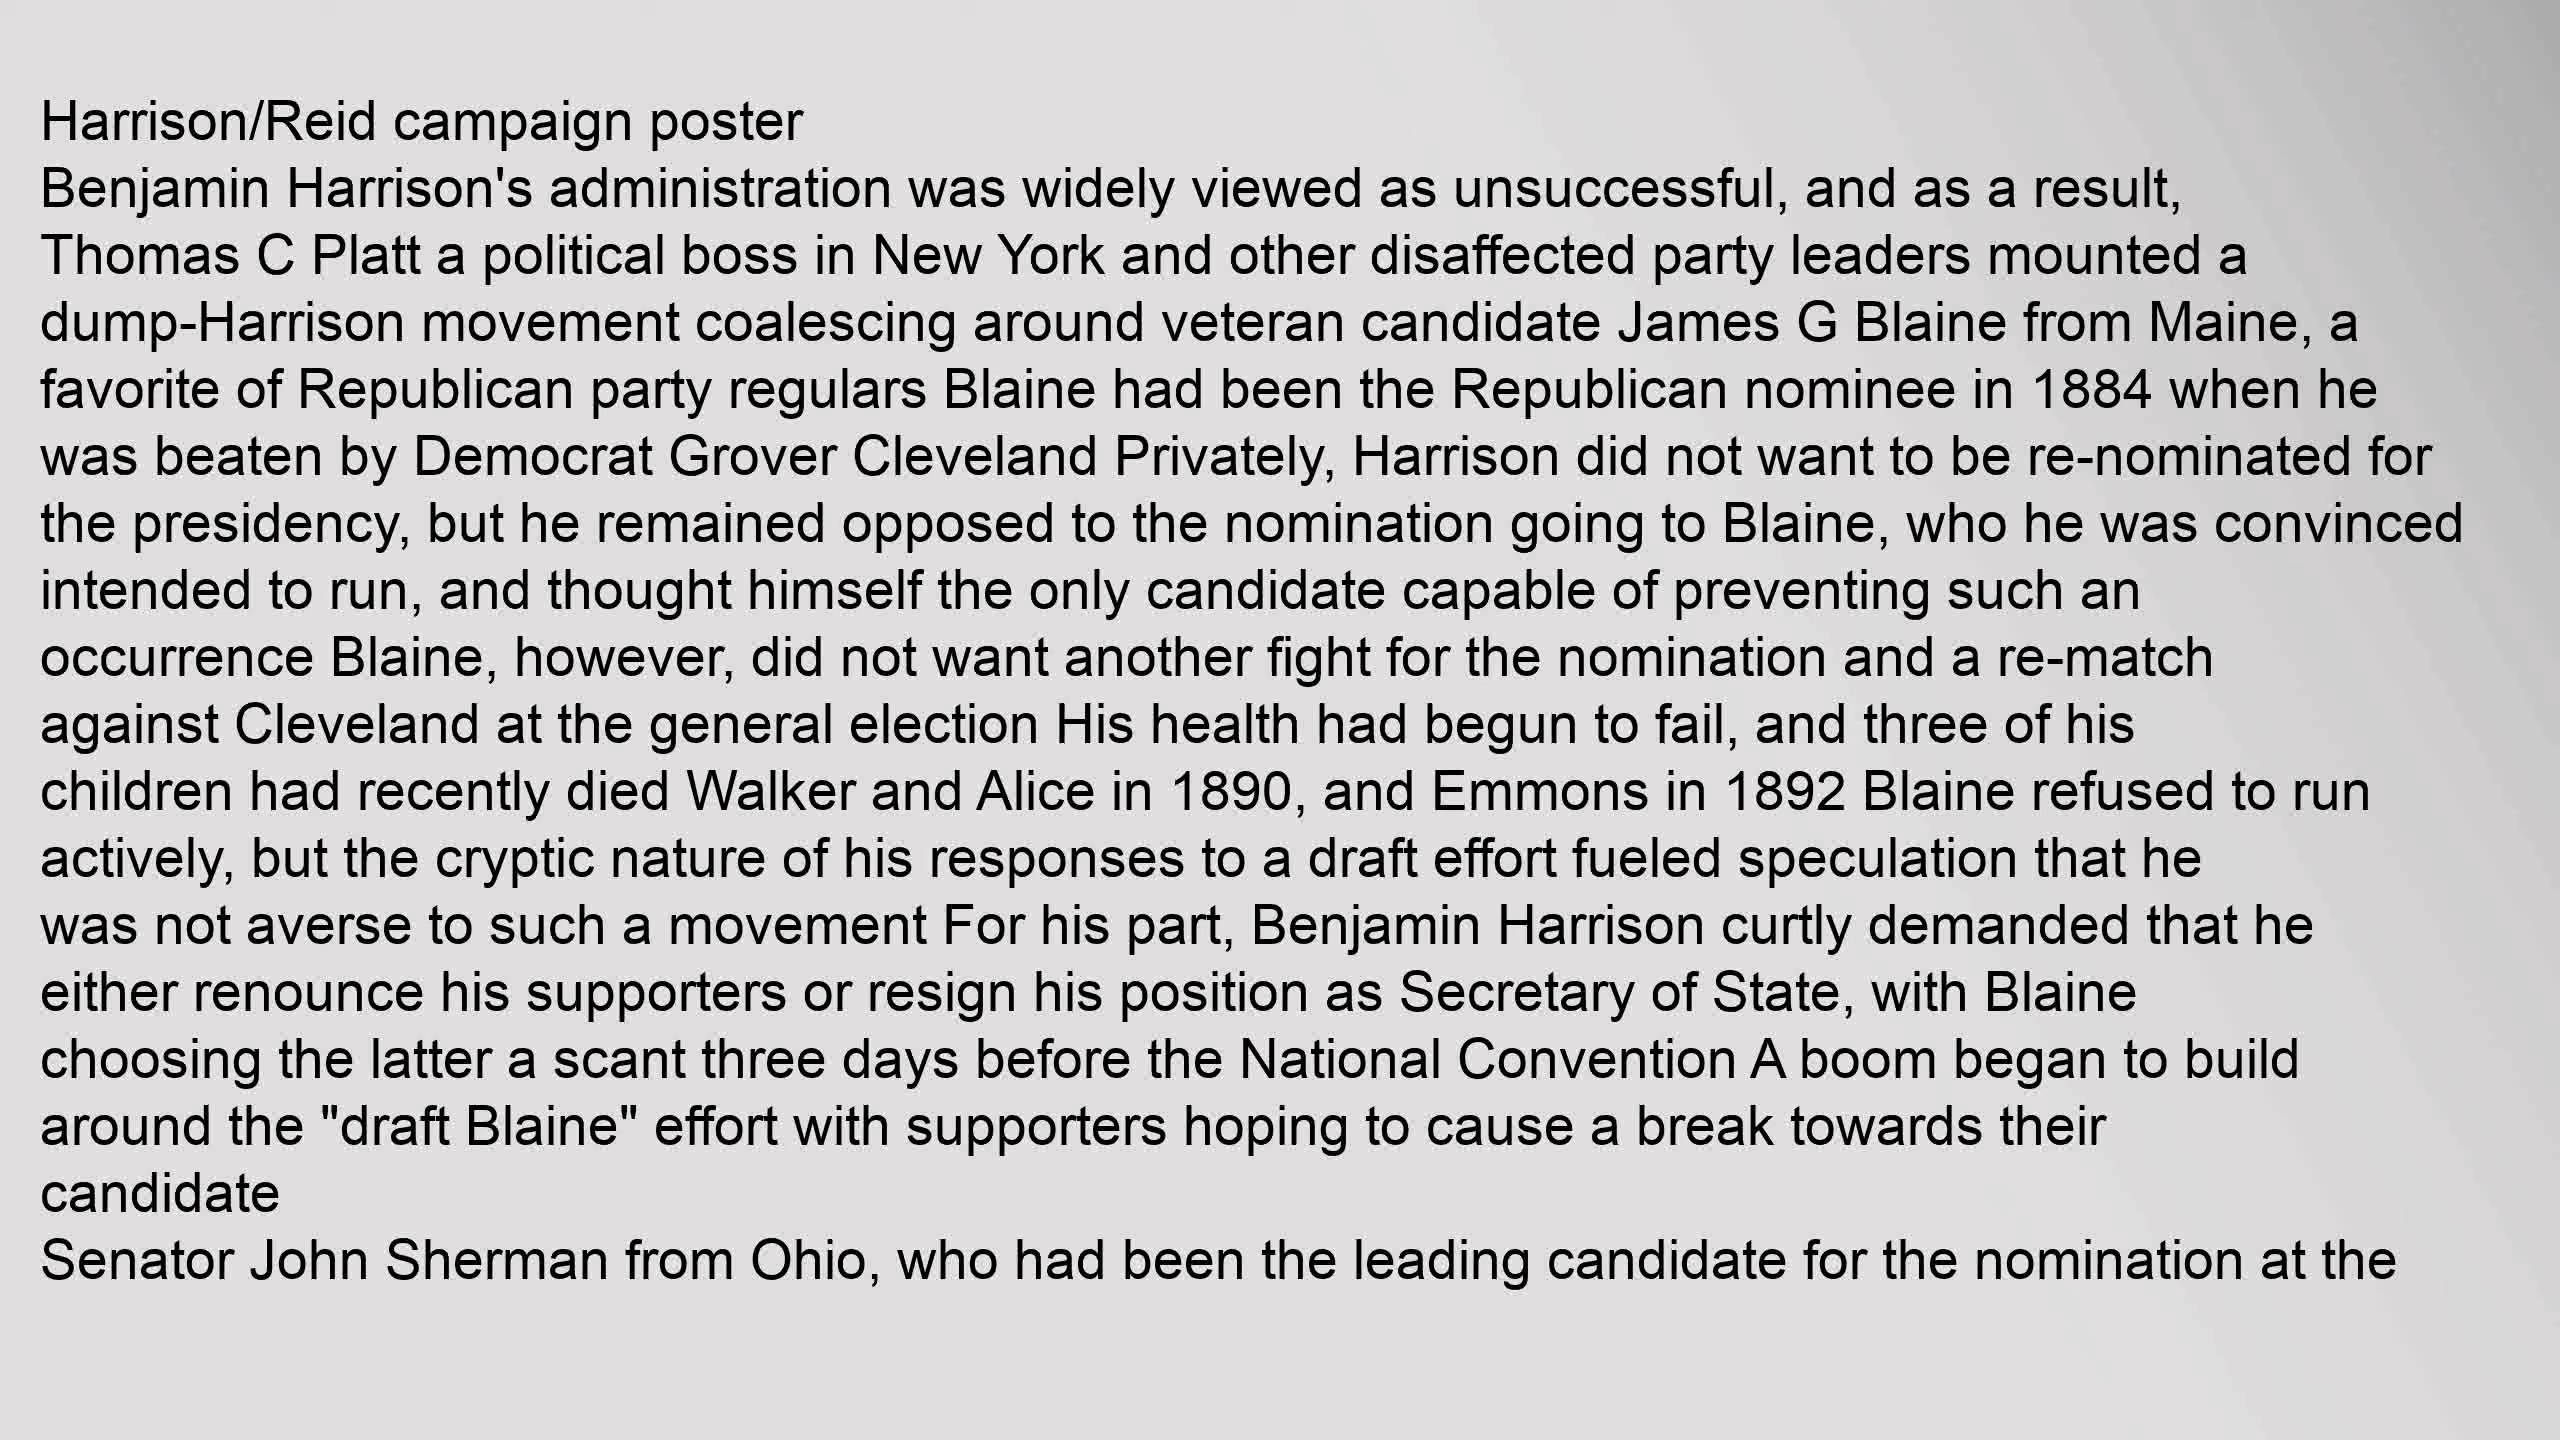 Harrison/Reid campaign poster
Benjamin Harrison's administration was widely viewed as unsuccessful, and as a result,
Thomas C Platt a political boss in New York and other disaffected party leaders mounted a
dump-Harrison movement coalescing around veteran candidate James G Blaine from Maine, a
favorite of Republican party regulars Blaine had been the Republican nominee in 1884 when he
was beaten by Democrat Grover Cleveland Privately, Harrison did not want to be re-nominated for
the presidency, but he remained opposed to the nomination going to Blaine, who he was convinced
intended to run, and thought himself the only candidate capable of preventing such an
occurrence Blaine, however, did not want another fight for the nomination and a re-match
against Cleveland at the general election His health had begun to fail, and three of his
children had recently died Walker and Alice in 1890, and Emmons in 1892 Blaine refused to run
actively, but the cryptic nature of his responses to a draft effort fueled speculation that he
was not averse to such a movement For his part, Benjamin Harrison curtly demanded that he
either renounce his supporters or resign his position as Secretary of State, with Blaine
choosing the latter a scant three days before the National Convention A boom began to build
around the "draft Blaine" effort with supporters hoping to cause a break towards their
candidate
Senator John Sherman from Ohio, who had been the leading candidate for the nomination at the